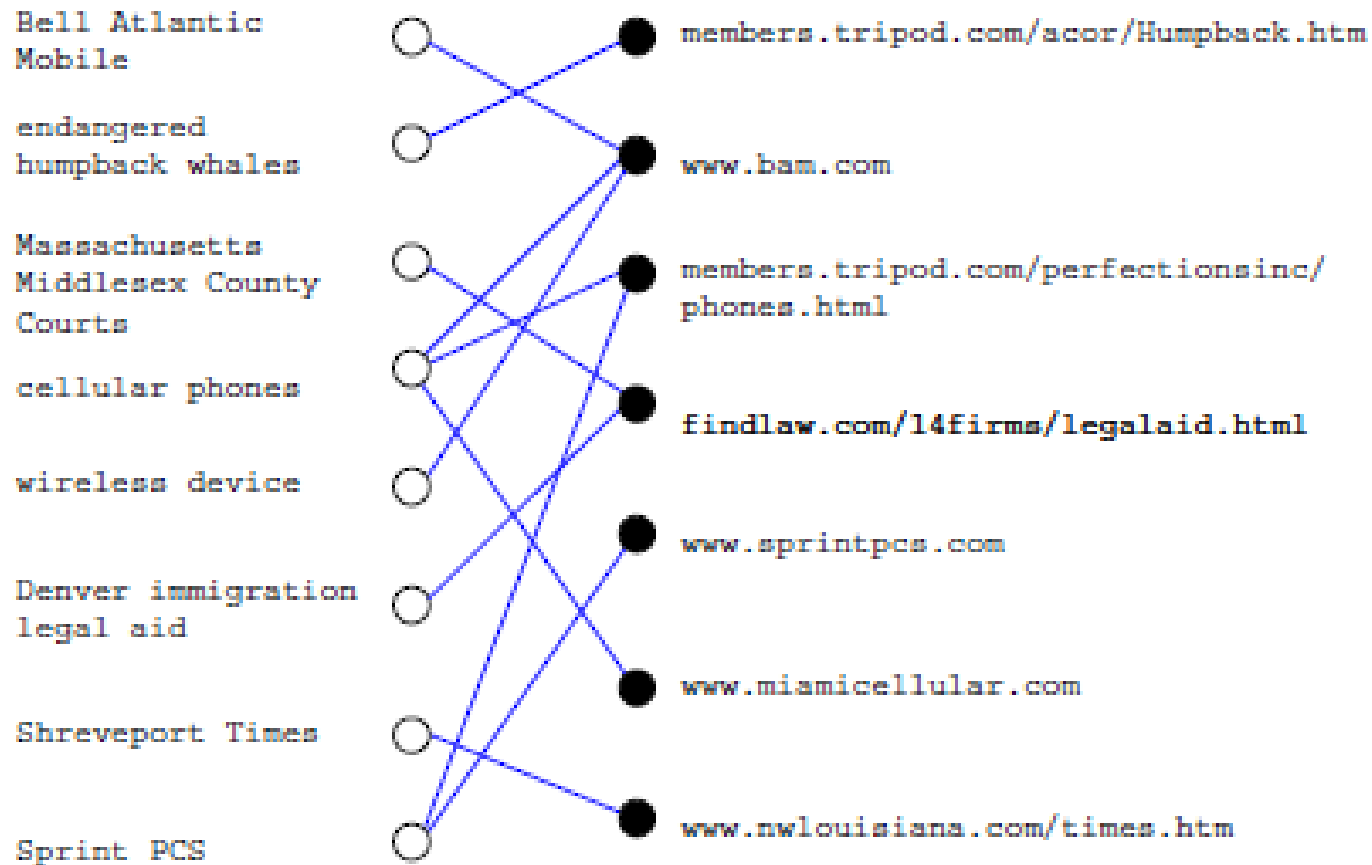 Bell Atlantic
Mobile
members.tripod.com/acor/Humpback.htm
endangered
humpback whales
www.bam.com
Massachusetts
Middlesex County
Courts
members.tripod.com/perfectionsinc/
phones.html
cellular phones
findlaw.com/14firms/legalaid.html
wireless device
www.sprintpcs.com
Denver immigration
legal aid
www.miamicellular.com
Shreveport Times
www.nwlouisiana.com/times.htm
Sprint PCS